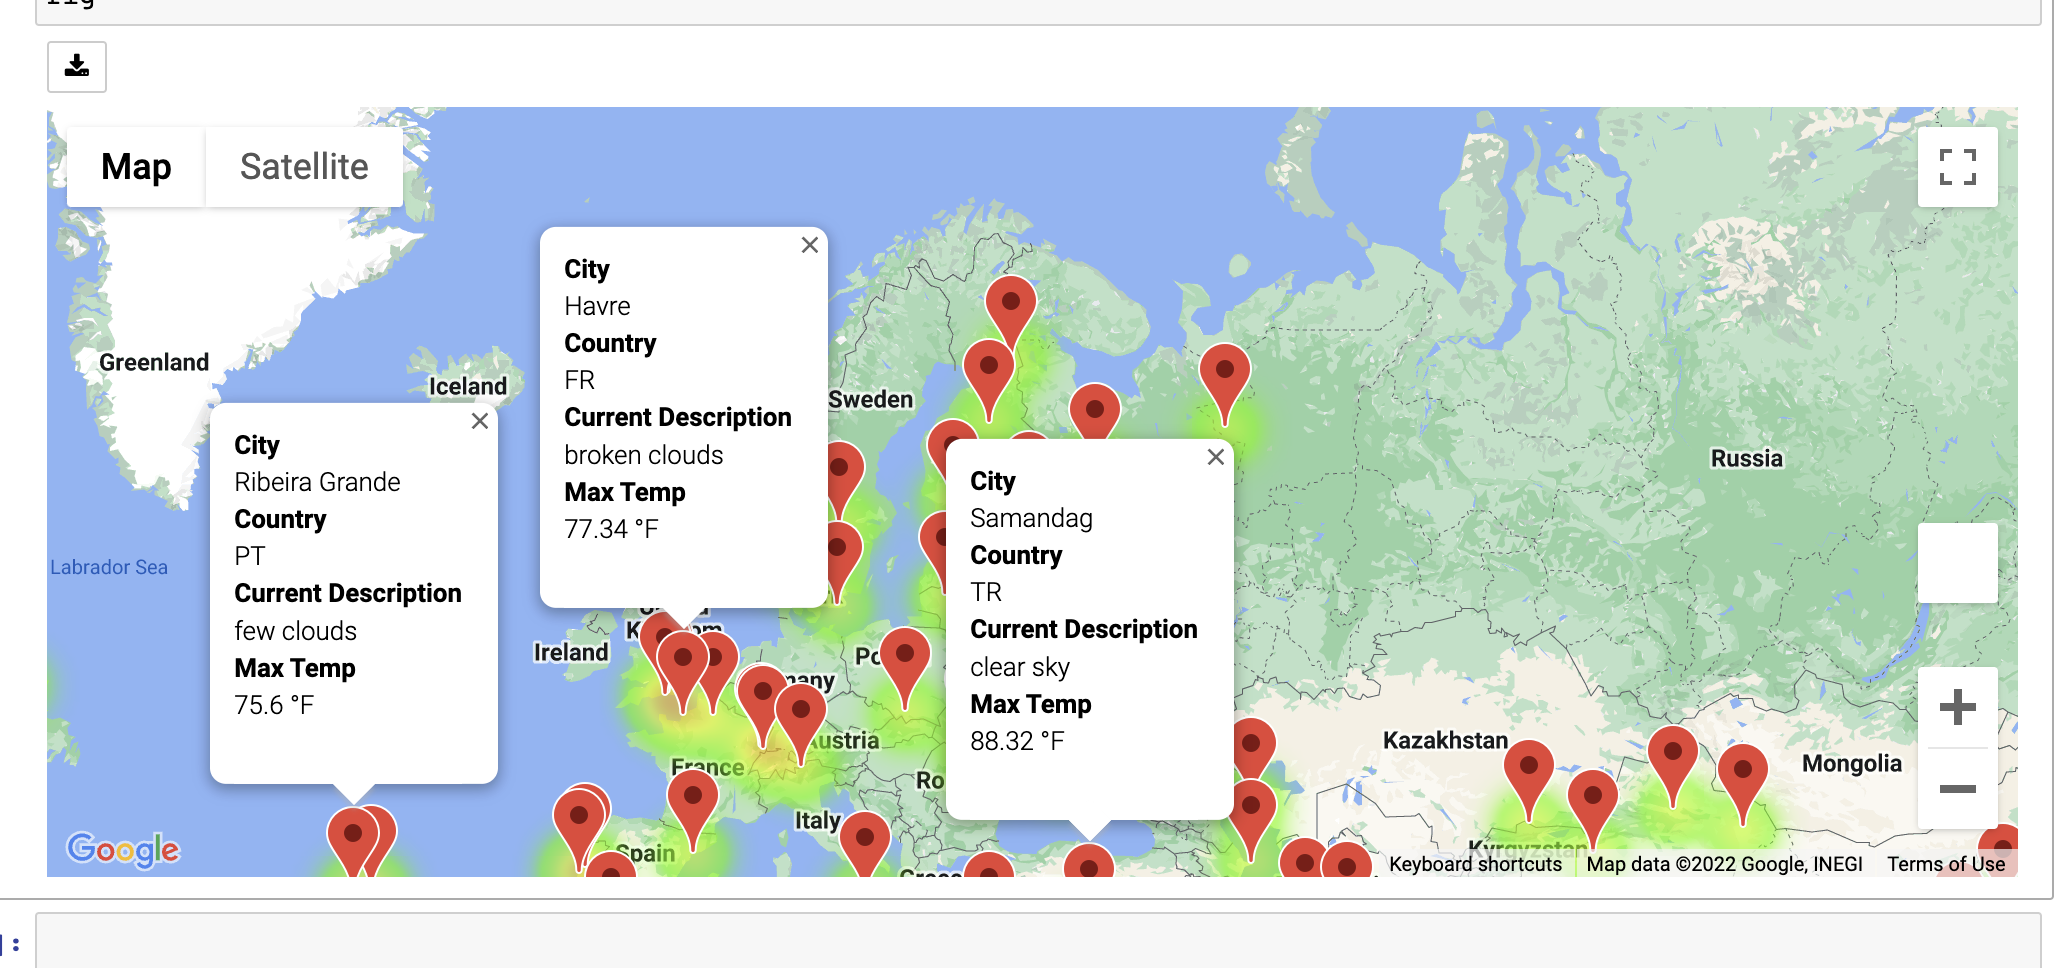 Map
Satellite
Greenland
Iceland
Sweden
Russia
Labrador Sea
City
Ribeira Grande
Country
PT
Current Description
few clouds
Max Temp
75.6 °F
City
Havre
Country
FR
Current Description
broken clouds
Max Temp
77.34 °F
City
Samandag
Country
TR
Current Description
clear sky
Max Temp
88.32 °F
Ireland
Austria
France
Italy
Spain
Kazakhstan
Mongolia
Kyrgyzstan
Google
Keyboard shortcuts
Map data ©2022 Google, INEGI
Terms of Use
]: